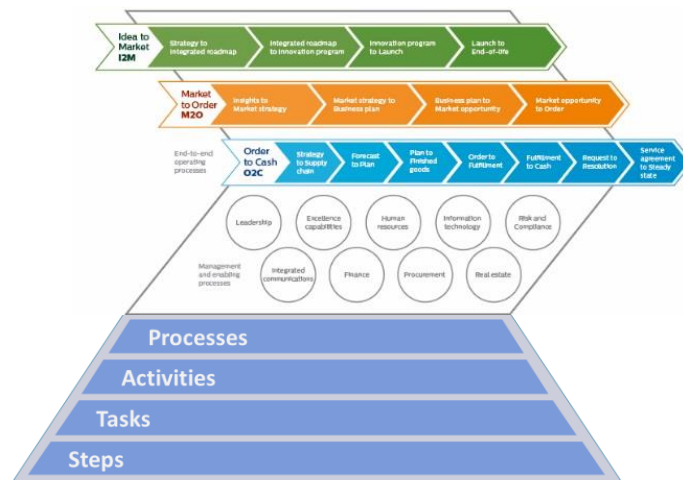 Idea to
Market
I2M
Strategy to
Integrated roadmap
Integrated roadmap
to Innovation program
Innovation program
to Launch
Launch to
End-of-life
Market
to Order
M2O
Insights to
Market strategy
Market strategy to
Business plan
Business plan to
Market opportunity
Market opportunity
to Order
End-to-end
operating
processes
Order
to Cash
O2C
Strategy
to Supply
chain
Forecast
to Plan
Plan to
Finished
goods
Order to
Fulfillment
Fulfillment
to Cash
Request to
Resolution
Service
agreement
to Steady
state
Leadership
Excellence
capabilities
Human
resources
Information
technology
Risk and
Compliance
Management
and enabling
processes
Integrated
communications
Finance
Procurement
Real estate
Processes
Activities
Tasks
Steps